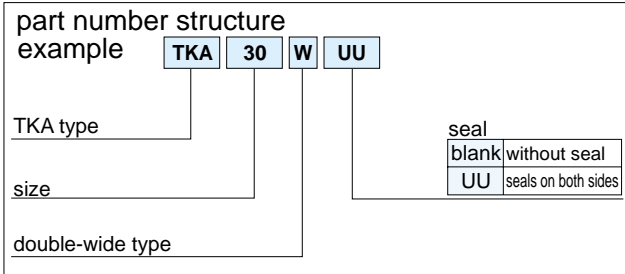 part number structure
example
TKA 30 W UU
TKA type
size
double-wide type
seal
blank without seal
UU seals on both sides